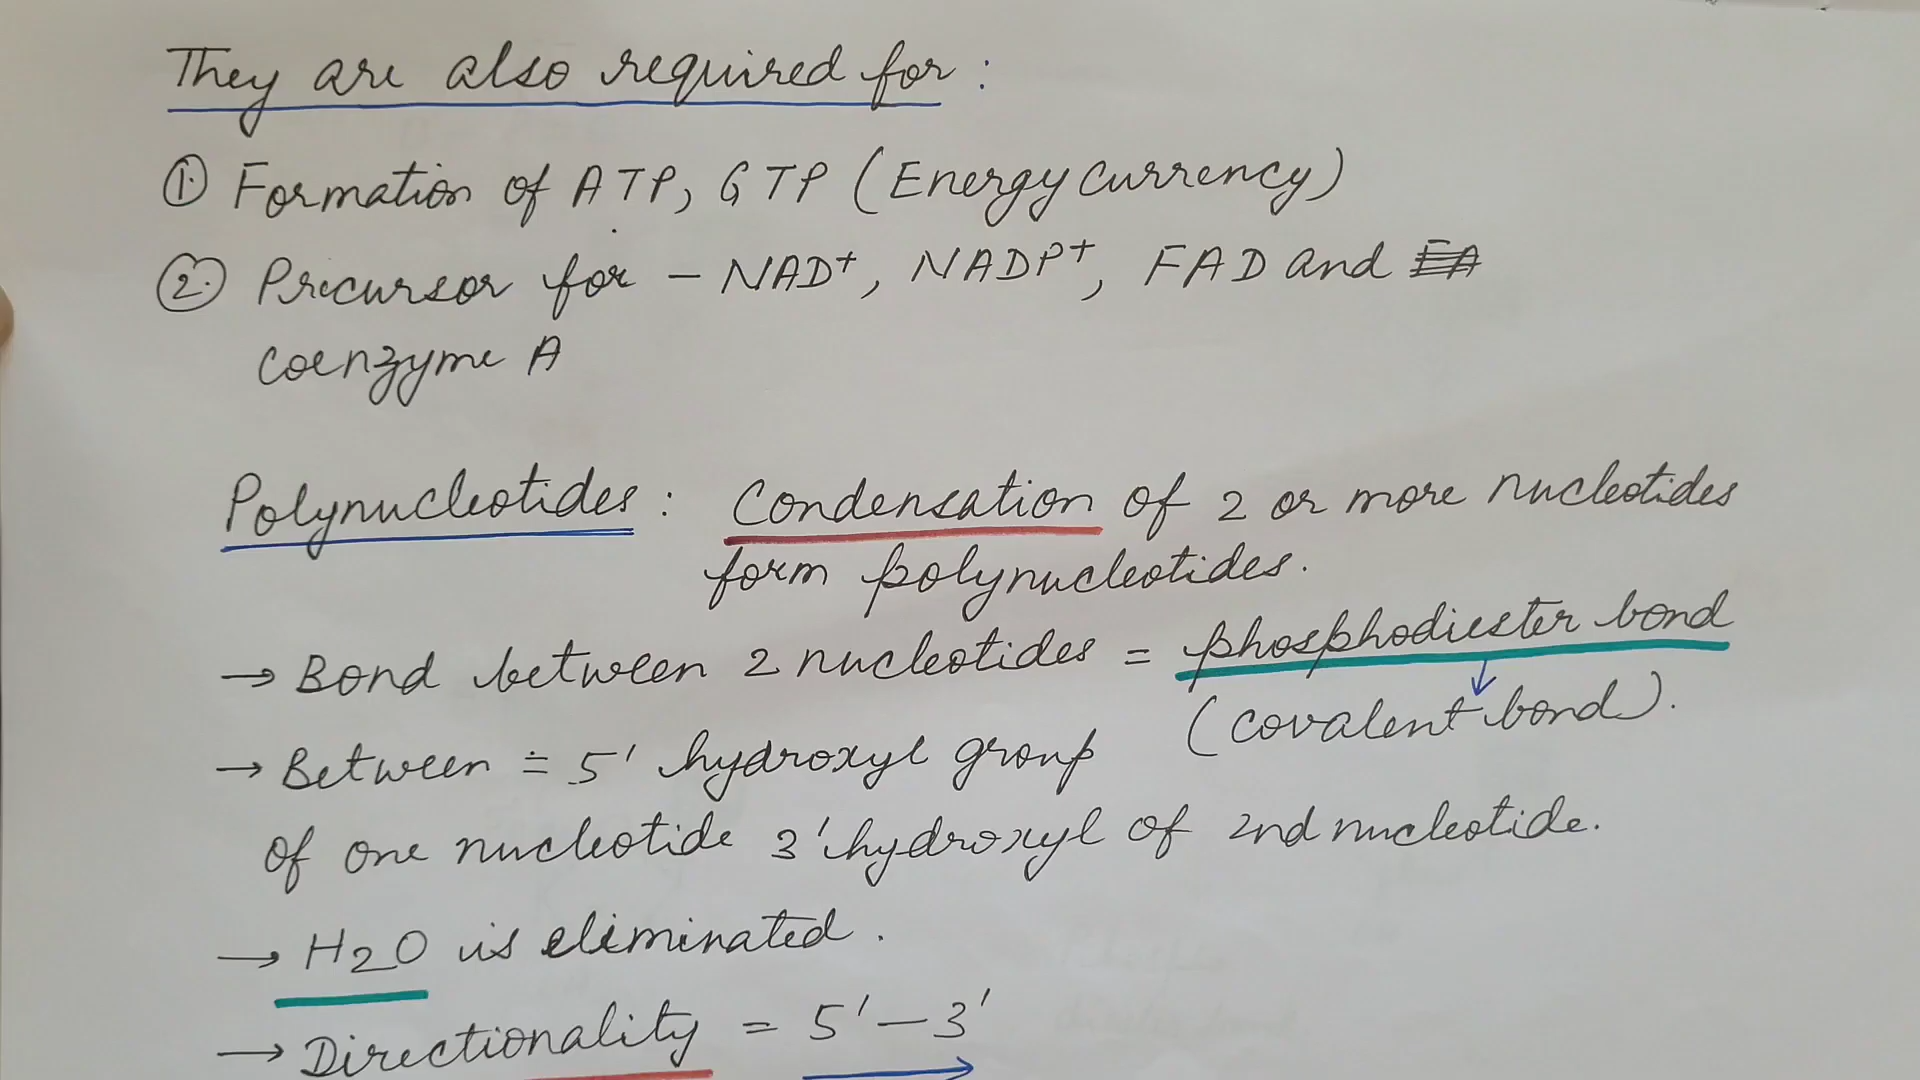 They are also required for :
① Formation of ATP, GTP (Energy currency)
② Precursor for – NAD⁺, NADP⁺, FAD and
coenzyme A
Polynucleotides : Condensation of 2 or more nucleotides
form polynucleotides.
→ Bond between 2 nucleotides = phosphodiester bond
(covalent bond).
→ Between = 5' hydroxyl group
of one nucleotide 3' hydroxyl of 2nd nucleotide.
→ H2O is eliminated.
→ Directionality = 5' – 3'